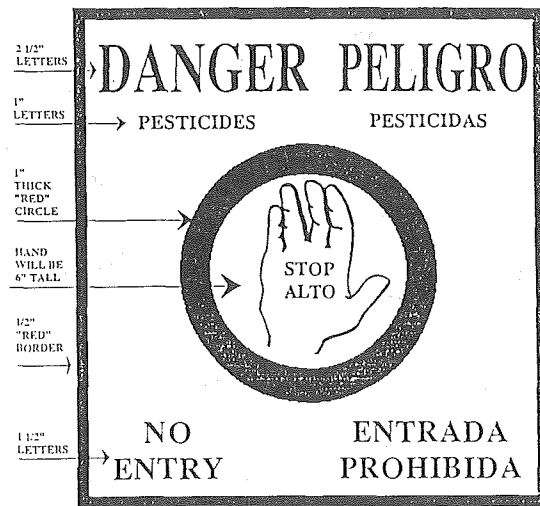 2 1/2"
LETTERS
DANGER PELIGRO
1"
LETTERS
PESTICIDES PESTICIDAS
1"
THICK
"RED"
CIRCLE
HAND
WILL BE
6" TALL
STOP
ALTO
1/2"
"RED"
BORDER
1 1/2"
LETTERS
NO
ENTRY
ENTRADA
PROHIBIDA